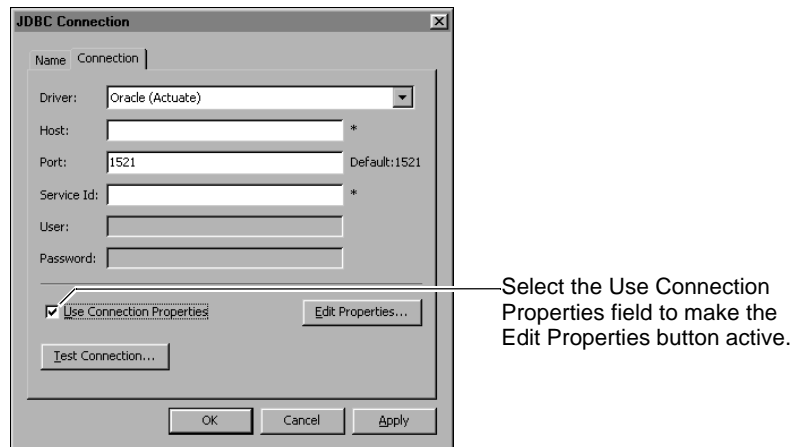 JDBC Connection
Name Connection
Driver: Oracle (Actuate)
Host: *
Port: 1521 Default:1521
Service Id: *
User:
Password:
Use Connection Properties Edit Properties...
Test Connection...
OK Cancel Apply
Select the Use Connection
Properties field to make the
Edit Properties button active.